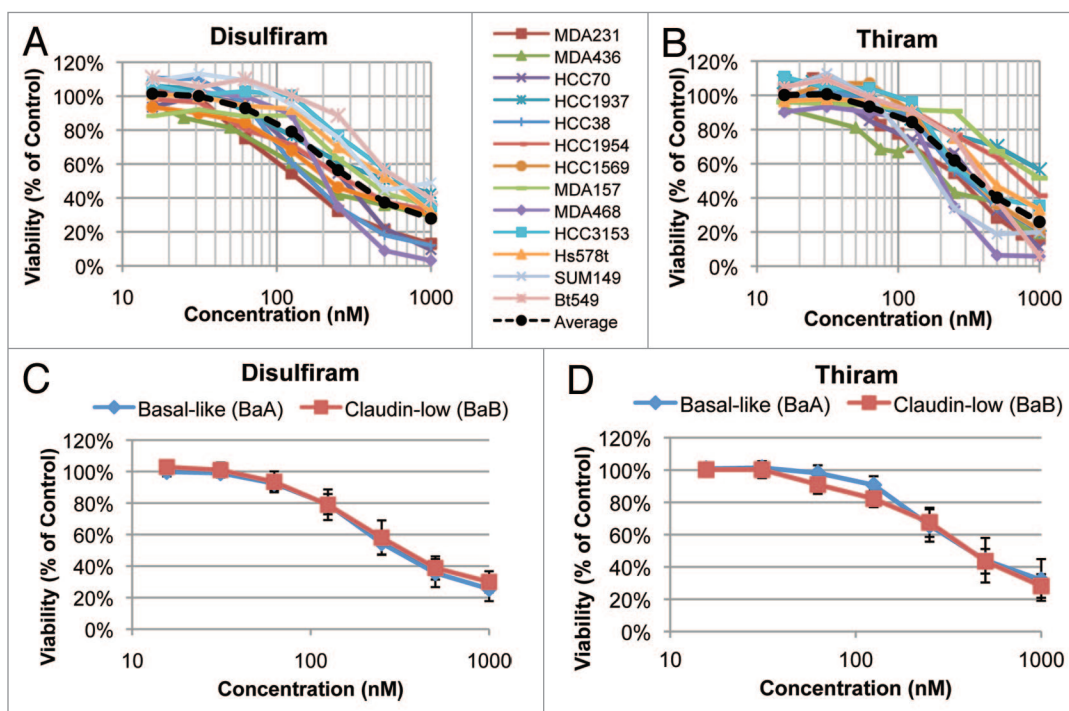 A
Disulfiram
Viability (% of Control)
120%
100%
80%
60%
40%
20%
0%
10
100
1000
Concentration (nM)
MDA231
MDA436
HCC70
HCC1937
HCC38
HCC1954
HCC1569
MDA157
MDA468
HCC3153
Hs578t
SUM149
Bt549
Average
B
Thiram
Viability (% of Control)
120%
100%
80%
60%
40%
20%
0%
10
100
1000
Concentration (nM)
C
Disulfiram
Basal-like (BaA)
Claudin-low (BaB)
Viability (% of Control)
120%
100%
80%
60%
40%
20%
0%
10
100
1000
Concentration (nM)
D
Thiram
Basal-like (BaA)
Claudin-low (BaB)
Viability (% of Control)
120%
100%
80%
60%
40%
20%
0%
10
100
1000
Concentration (nM)